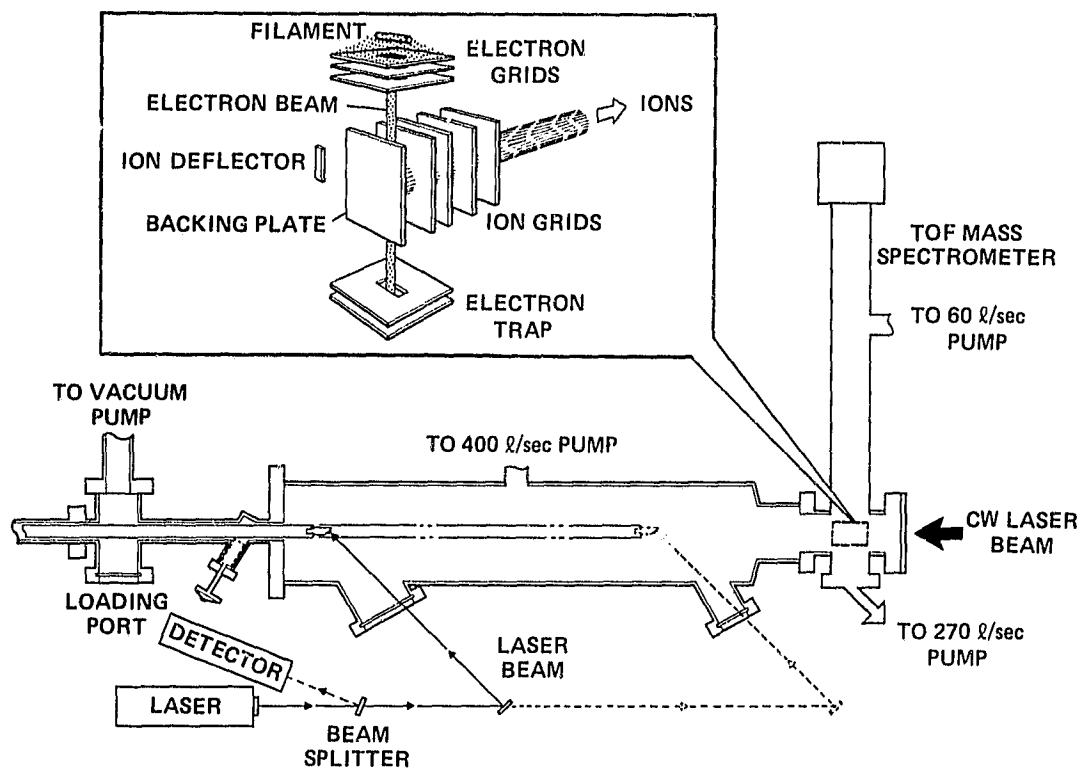 FILAMENT
ELECTRON
GRIDS
ELECTRON BEAM
IONS
ION DEFLECTOR
BACKING PLATE
ION GRIDS
ELECTRON
TRAP
TOF MASS
SPECTROMETER
TO 60 ℓ/sec
PUMP
TO VACUUM
PUMP
TO 400 ℓ/sec PUMP
CW LASER
BEAM
LOADING
PORT
TO 270 ℓ/sec
PUMP
DETECTOR
LASER
BEAM
LASER
BEAM
SPLITTER